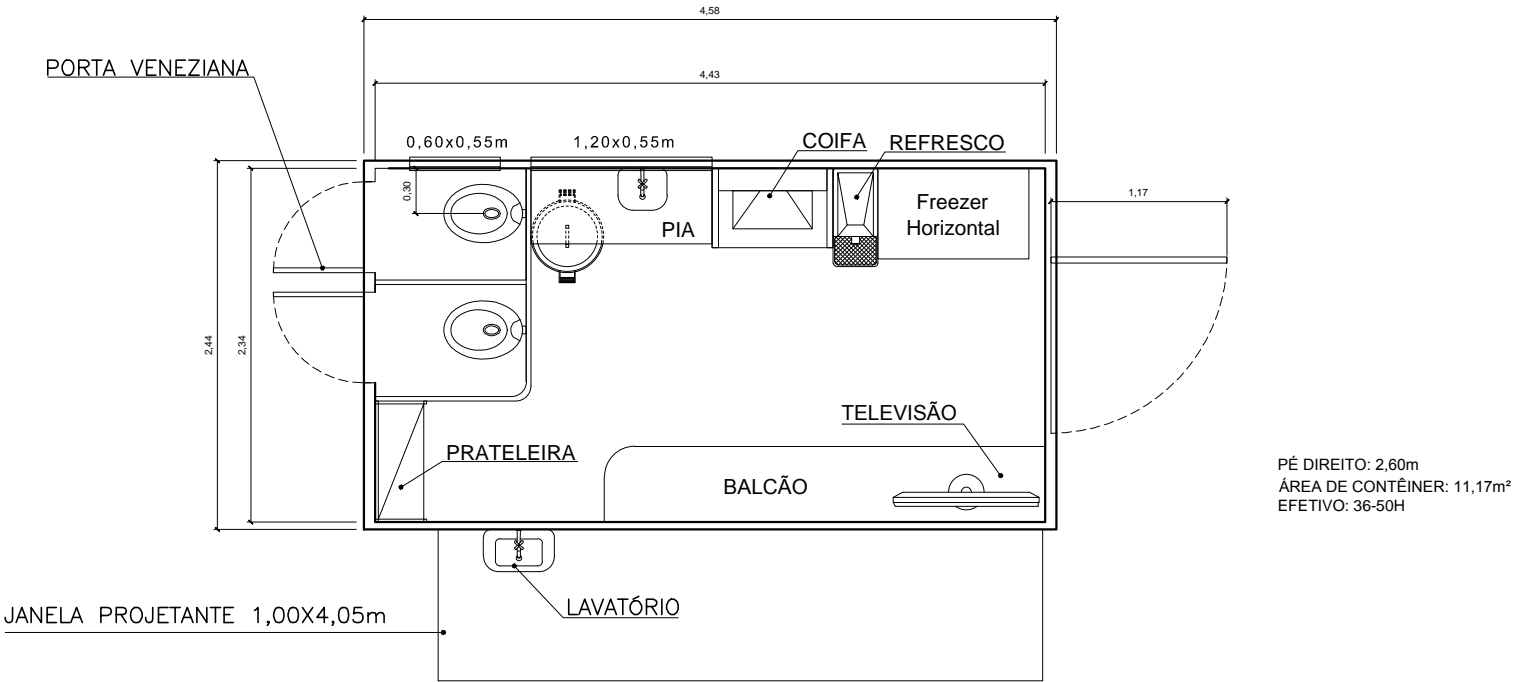 4,58
PORTA VENEZIANA
4,43
0,60x0,55m
1,20x0,55m
COIFA
REFRESCO
0,30
Freezer
Horizontal
1,17
PIA
2,44
2,34
TELEVISÃO
PRATELEIRA
BALCÃO
PÉ DIREITO: 2,60m
ÁREA DE CONTÊINER: 11,17m²
EFETIVO: 36-50H
LAVATÓRIO
JANELA PROJETANTE 1,00X4,05m